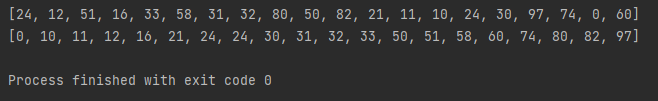 [24, 12, 51, 16, 33, 58, 31, 32, 80, 50, 82, 21, 11, 10, 24, 30, 97, 74, 0, 60]
[0, 10, 11, 12, 16, 21, 24, 24, 30, 31, 32, 33, 50, 51, 58, 60, 74, 80, 82, 97]
Process finished with exit code 0